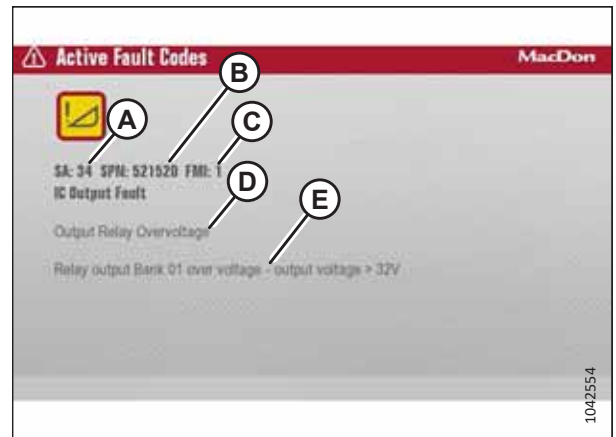 Active Fault Codes MacDon
B
A
C
SA: 34 SPN: 521520 FMI: 1
D
IC Output Fault
E
Output Relay Overvoltage
Relay output Bank 01 over voltage - output voltage > 32V
1042554